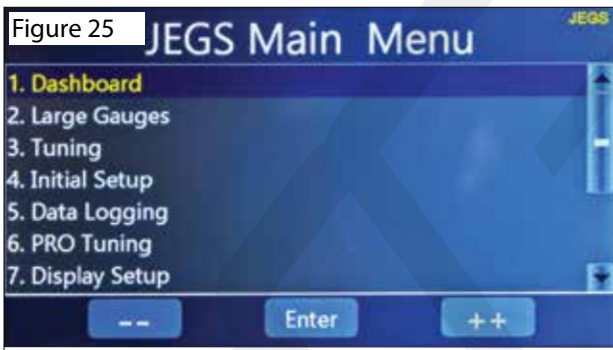 Figure 25
JEGS
JEGS Main Menu
1. Dashboard
2. Large Gauges
3. Tuning
4. Initial Setup
5. Data Logging
6. PRO Tuning
7. Display Setup
-- Enter ++